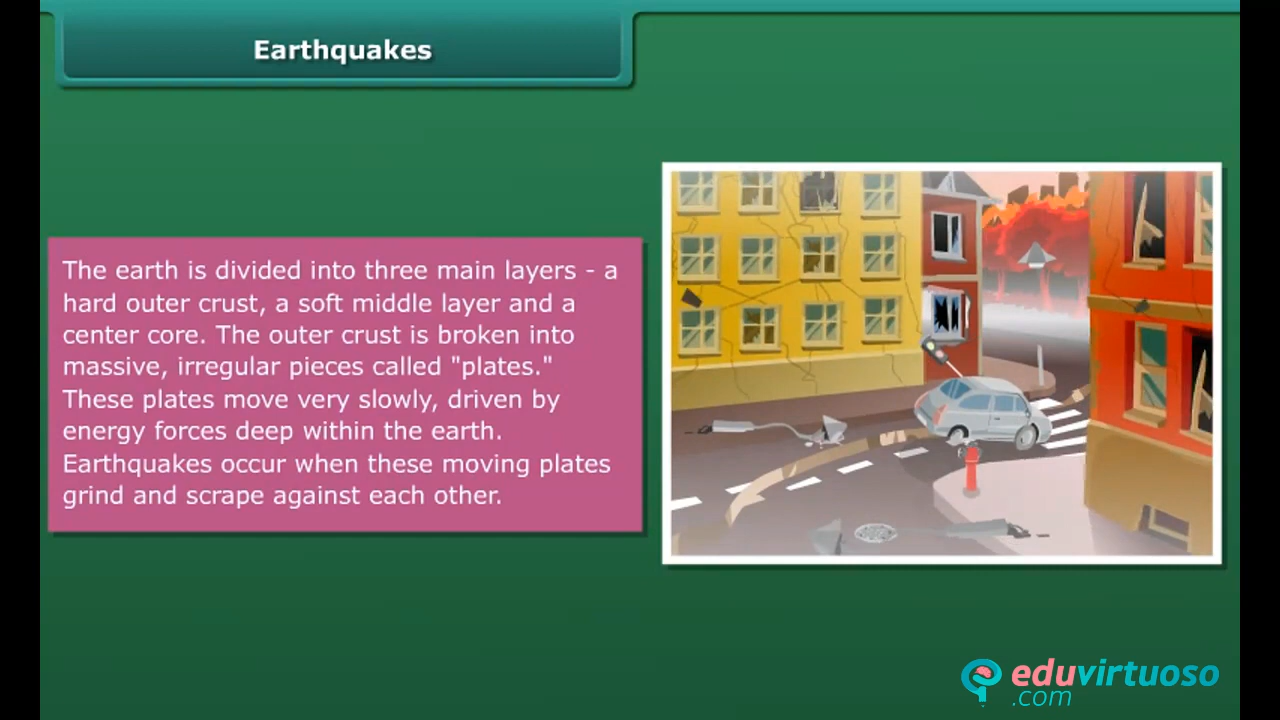 Earthquakes
The earth is divided into three main layers - a
hard outer crust, a soft middle layer and a
center core. The outer crust is broken into
massive, irregular pieces called "plates."
These plates move very slowly, driven by
energy forces deep within the earth.
Earthquakes occur when these moving plates
grind and scrape against each other.
eduvirtuoso
.com